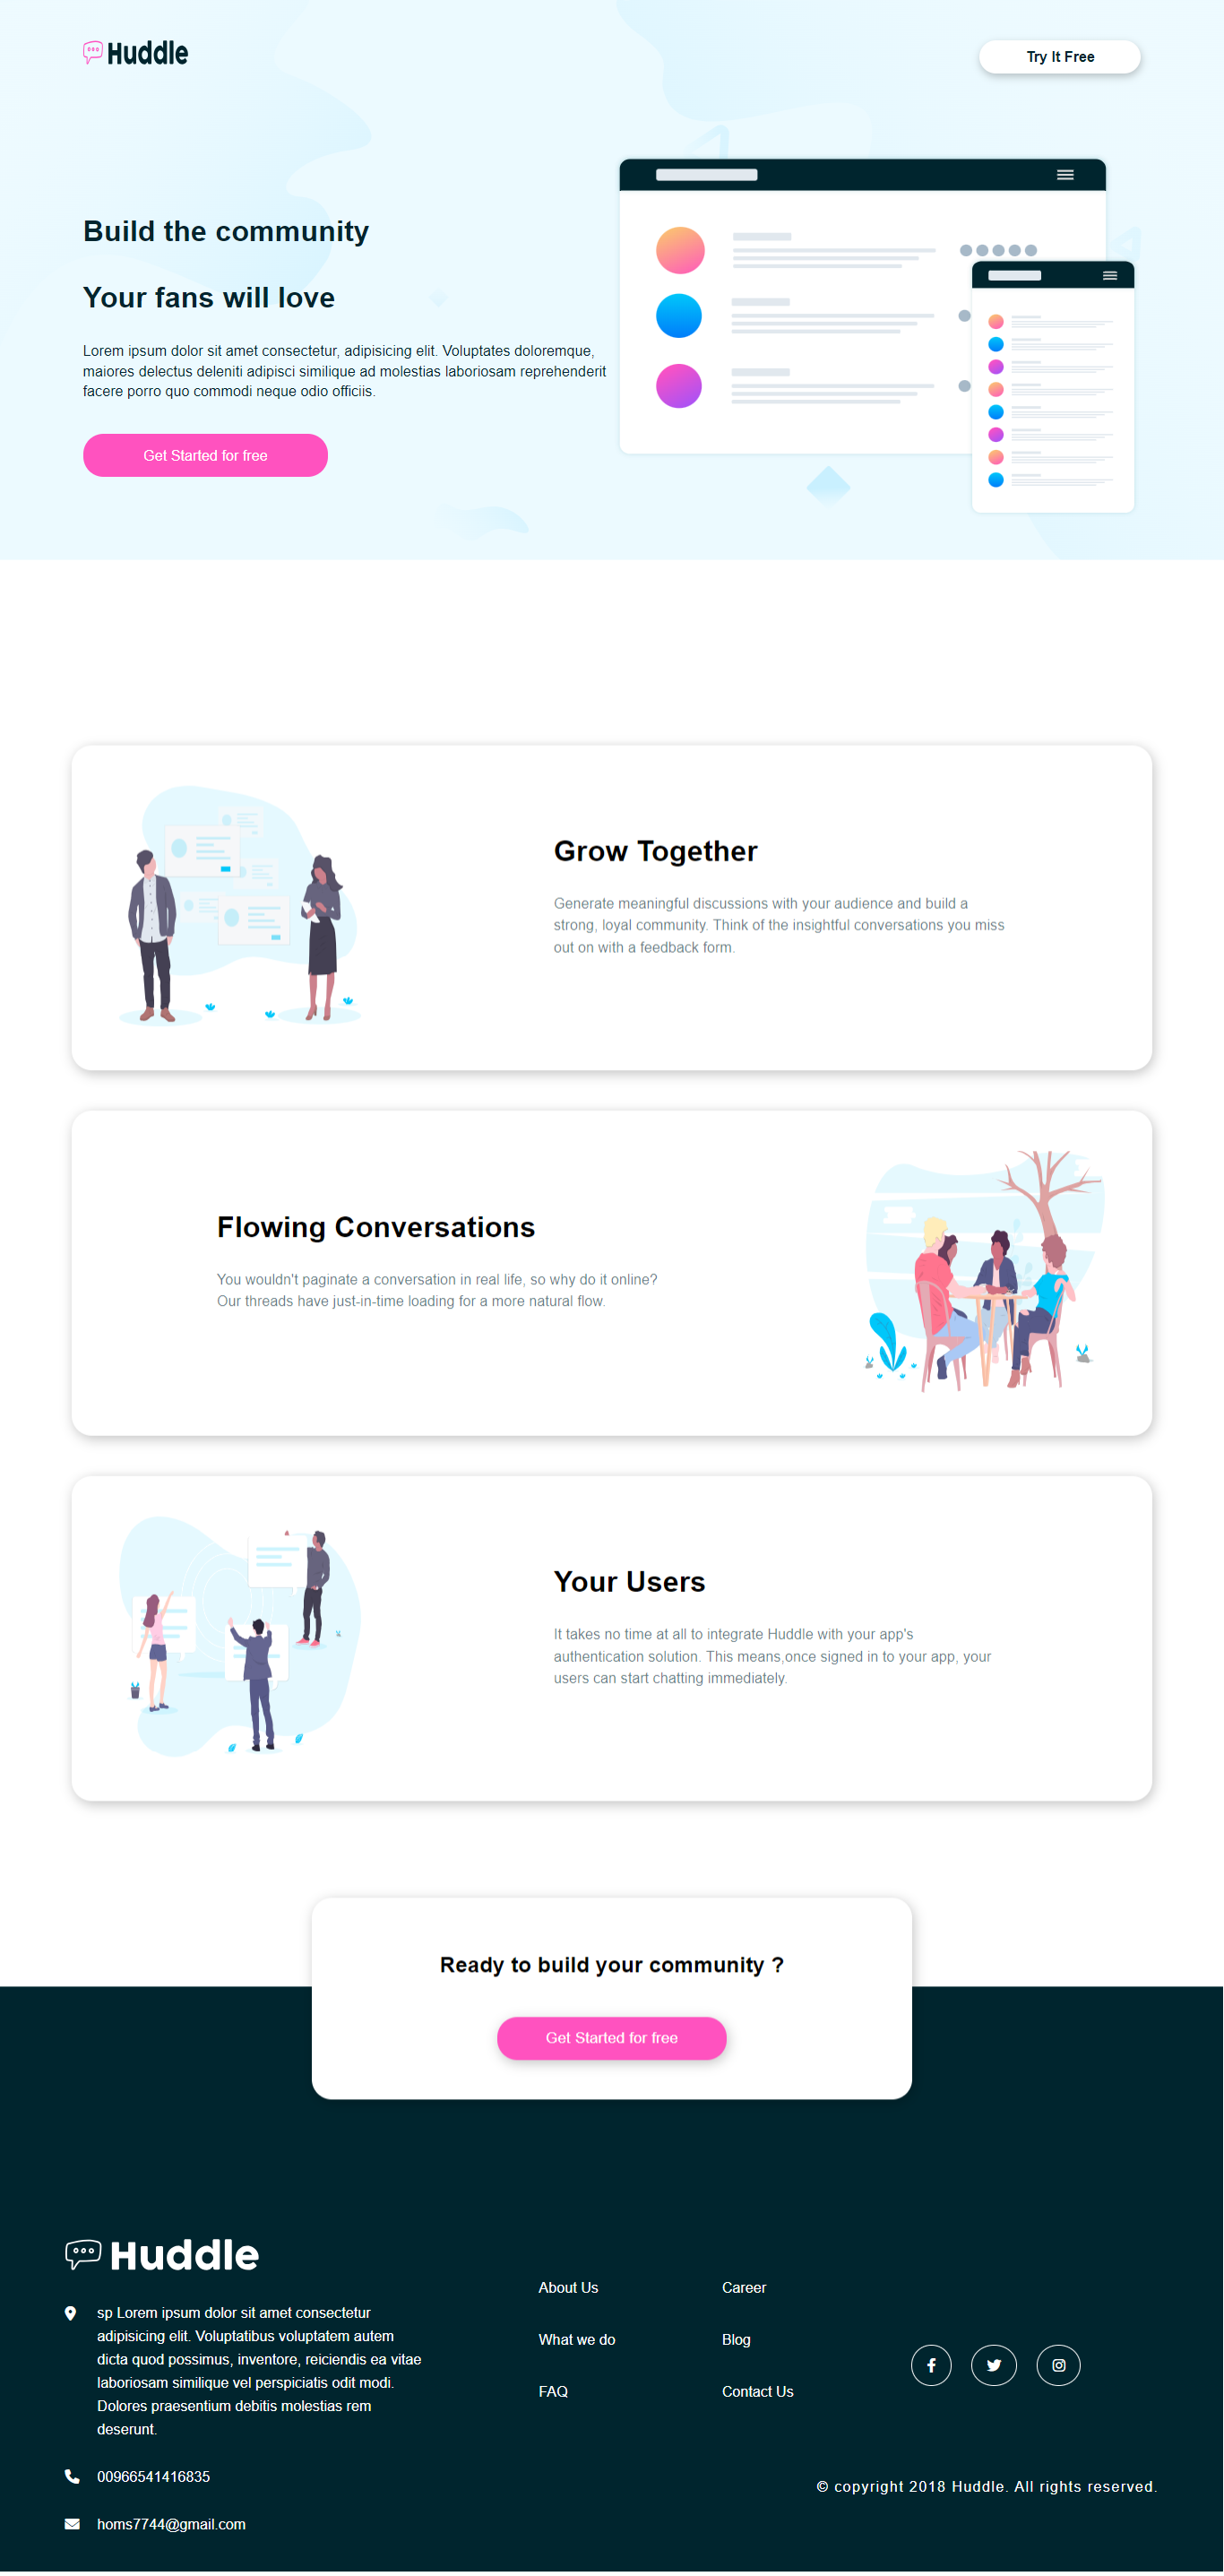 Huddle
Try It Free
Build the community
Your fans will love
Lorem ipsum dolor sit amet consectetur, adipisicing elit. Voluptates doloremque,
maiores delectus deleniti adipisci similique ad molestias laboriosam reprehenderit
facere porro quo commodi neque odio officiis.
Get Started for free
Grow Together
Generate meaningful discussions with your audience and build a
strong, loyal community. Think of the insightful conversations you miss
out on with a feedback form.
Flowing Conversations
You wouldn't paginate a conversation in real life, so why do it online?
Our threads have just-in-time loading for a more natural flow.
Your Users
It takes no time at all to integrate Huddle with your app's
authentication solution. This means,once signed in to your app, your
users can start chatting immediately.
Ready to build your community ?
Get Started for free
Huddle
sp Lorem ipsum dolor sit amet consectetur
adipisicing elit. Voluptatibus voluptatem autem
dicta quod possimus, inventore, reiciendis ea vitae
laboriosam similique vel perspiciatis odit modi.
Dolores praesentium debitis molestias rem
deserunt.
00966541416835
homs7744@gmail.com
About Us
What we do
FAQ
Career
Blog
Contact Us
© copyright 2018 Huddle. All rights reserved.